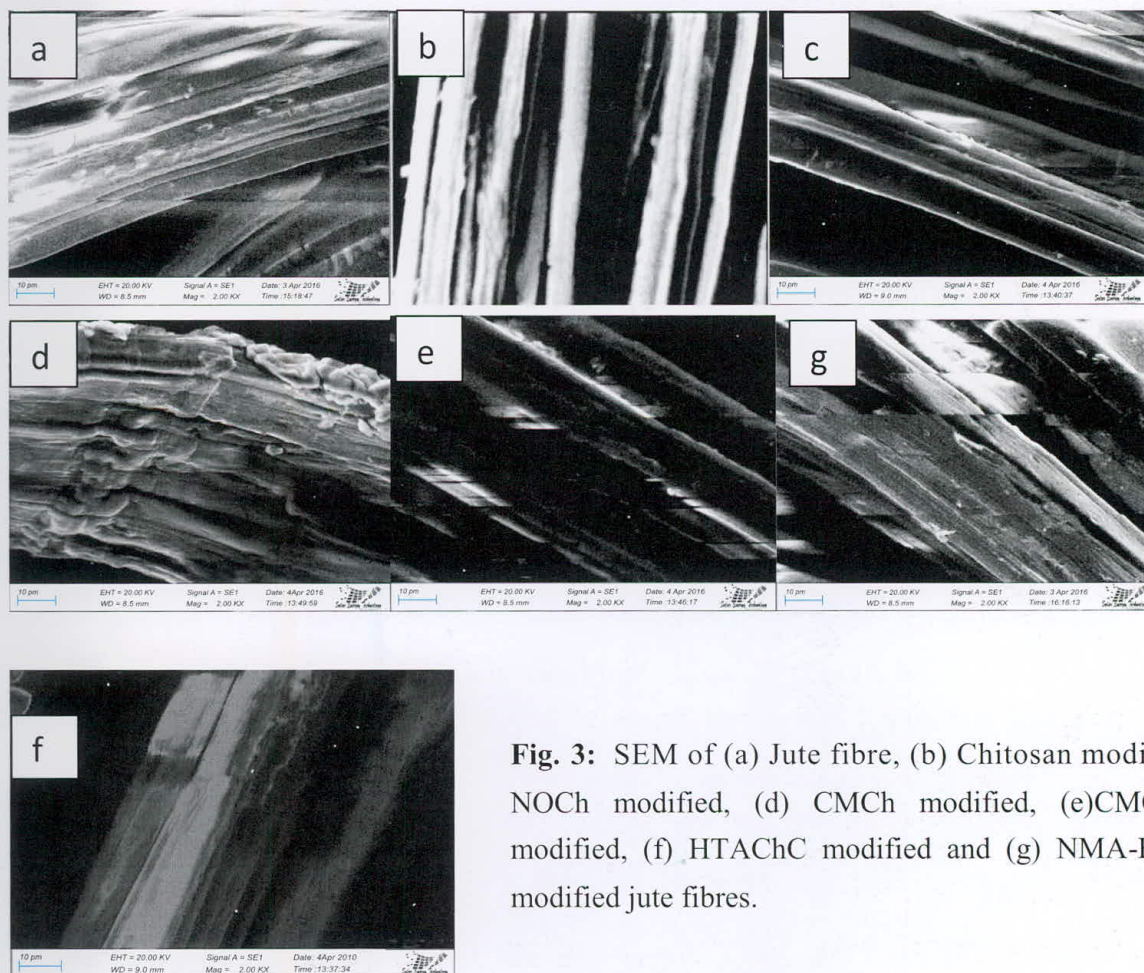 a
10 pm EHT = 20.00 KV Signal A = SE1 Date: 3 Apr 2016
WD = 8.5 mm Mag = 2.00 KX Time :15:18:47
b
c
10 pm EHT = 20.00 KV Signal A = SE1 Date: 4 Apr 2016
WD = 9.0 mm Mag = 2.00 KX Time :13:40:37
d
10 pm EHT = 20.00 KV Signal A = SE1 Date: 4Apr 2016
WD = 8.5 mm Mag = 2.00 KX Time :13:49:59
e
10 pm EHT = 20.00 KV Signal A = SE1 Date: 4 Apr 2016
WD = 8.5 mm Mag = 2.00 KX Time :13:46:17
g
10 pm EHT = 20.00 KV Signal A = SE1 Date: 3 Apr 2016
WD = 8.5 mm Mag = 2.00 KX Time :16:16:13
f
10 pm EHT = 20.00 KV Signal A = SE1 Date: 4Apr 2010
WD = 9.0 mm Mag = 2.00 KX Time :13:37:34
Fig. 3: SEM of (a) Jute fibre, (b) Chitosan modi
NOCh modified, (d) CMCh modified, (e)CMC
modified, (f) HTAChC modified and (g) NMA-H
modified jute fibres.